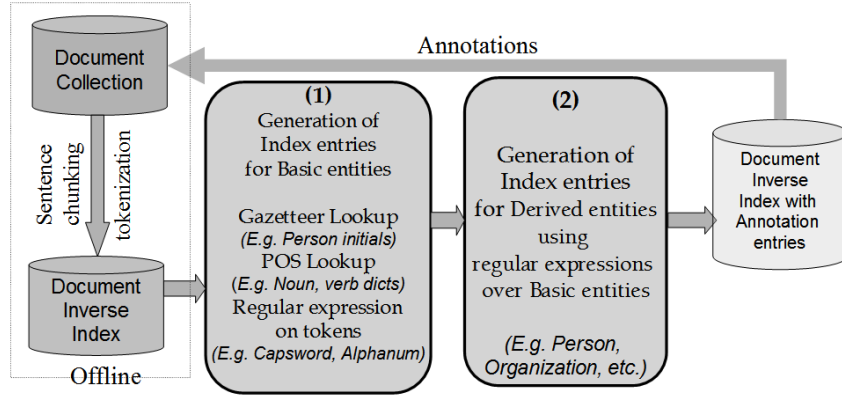 Annotations
Document
Collection
Sentence
chunking
tokenization
Document
Inverse
Index
Offline
(1)
Generation of
Index entries
for Basic entities
Gazetteer Lookup
(E.g. Person initials)
POS Lookup
(E.g. Noun, verb dicts)
Regular expression
on tokens
(E.g. Capsword, Alphanum)
(2)
Generation of
Index entries
for Derived entities
using
regular expressions
over Basic entities
(E.g. Person,
Organization, etc.)
Document
Inverse
Index with
Annotation
entries